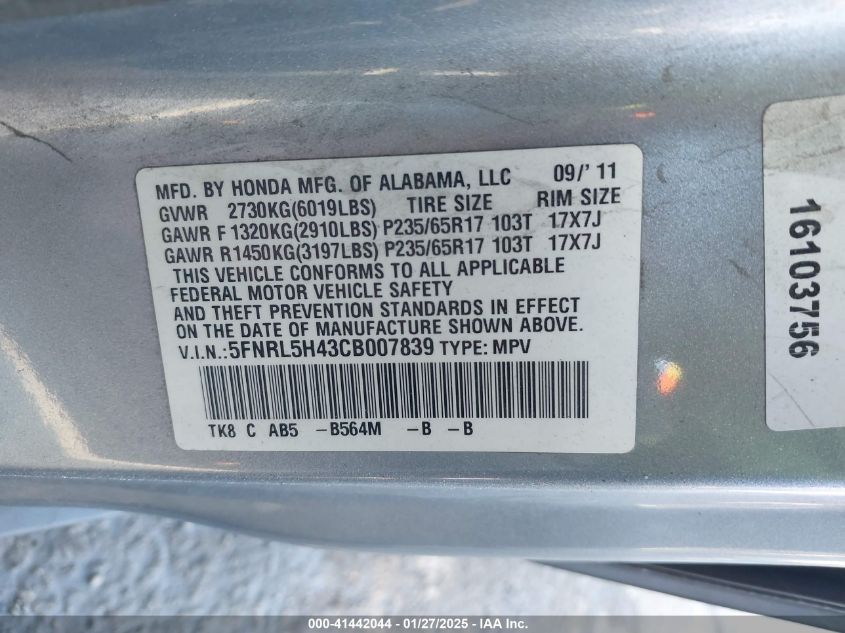 MFD. BY HONDA MFG. OF ALABAMA, LLC 09/' 11
GVWR 2730KG(6019LBS) TIRE SIZE RIM SIZE
GAWR F 1320KG(2910LBS) P235/65R17 103T 17X7J
GAWR R1450KG(3197LBS) P235/65R17 103T 17X7J
THIS VEHICLE CONFORMS TO ALL APPLICABLE
FEDERAL MOTOR VEHICLE SAFETY
AND THEFT PREVENTION STANDARDS IN EFFECT
ON THE DATE OF MANUFACTURE SHOWN ABOVE.
V.I.N.:5FNRL5H43CB007839 TYPE: MPV
TK8 C AB5 -B564M -B -B
16103756
000-41442044 / 01/27/2025 / Copart, Inc.